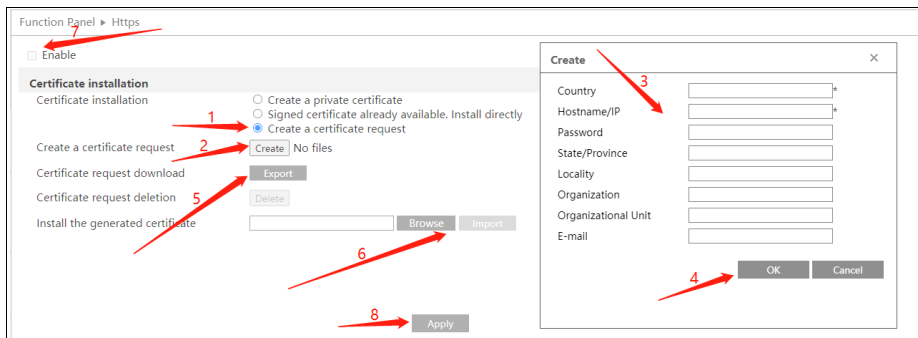 Function Panel ▸ Https
7
Enable
Certificate installation
Certificate installation
Create a private certificate
Signed certificate already available. Install directly
1
Create a certificate request
Create a certificate request
2
Create No files
Certificate request download
Export
5
Certificate request deletion
Delete
Install the generated certificate
Browse Import
6
8
Apply
Create ×
3
Country *
Hostname/IP *
Password
State/Province
Locality
Organization
Organizational Unit
E-mail
4
OK Cancel